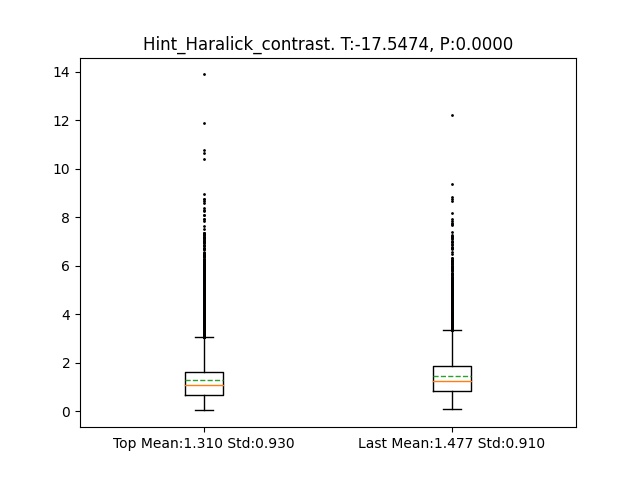 Hint_Haralick_contrast. T:-17.5474, P:0.0000
14
12
10
8
6
4
2
0
Top Mean:1.310 Std:0.930
Last Mean:1.477 Std:0.910